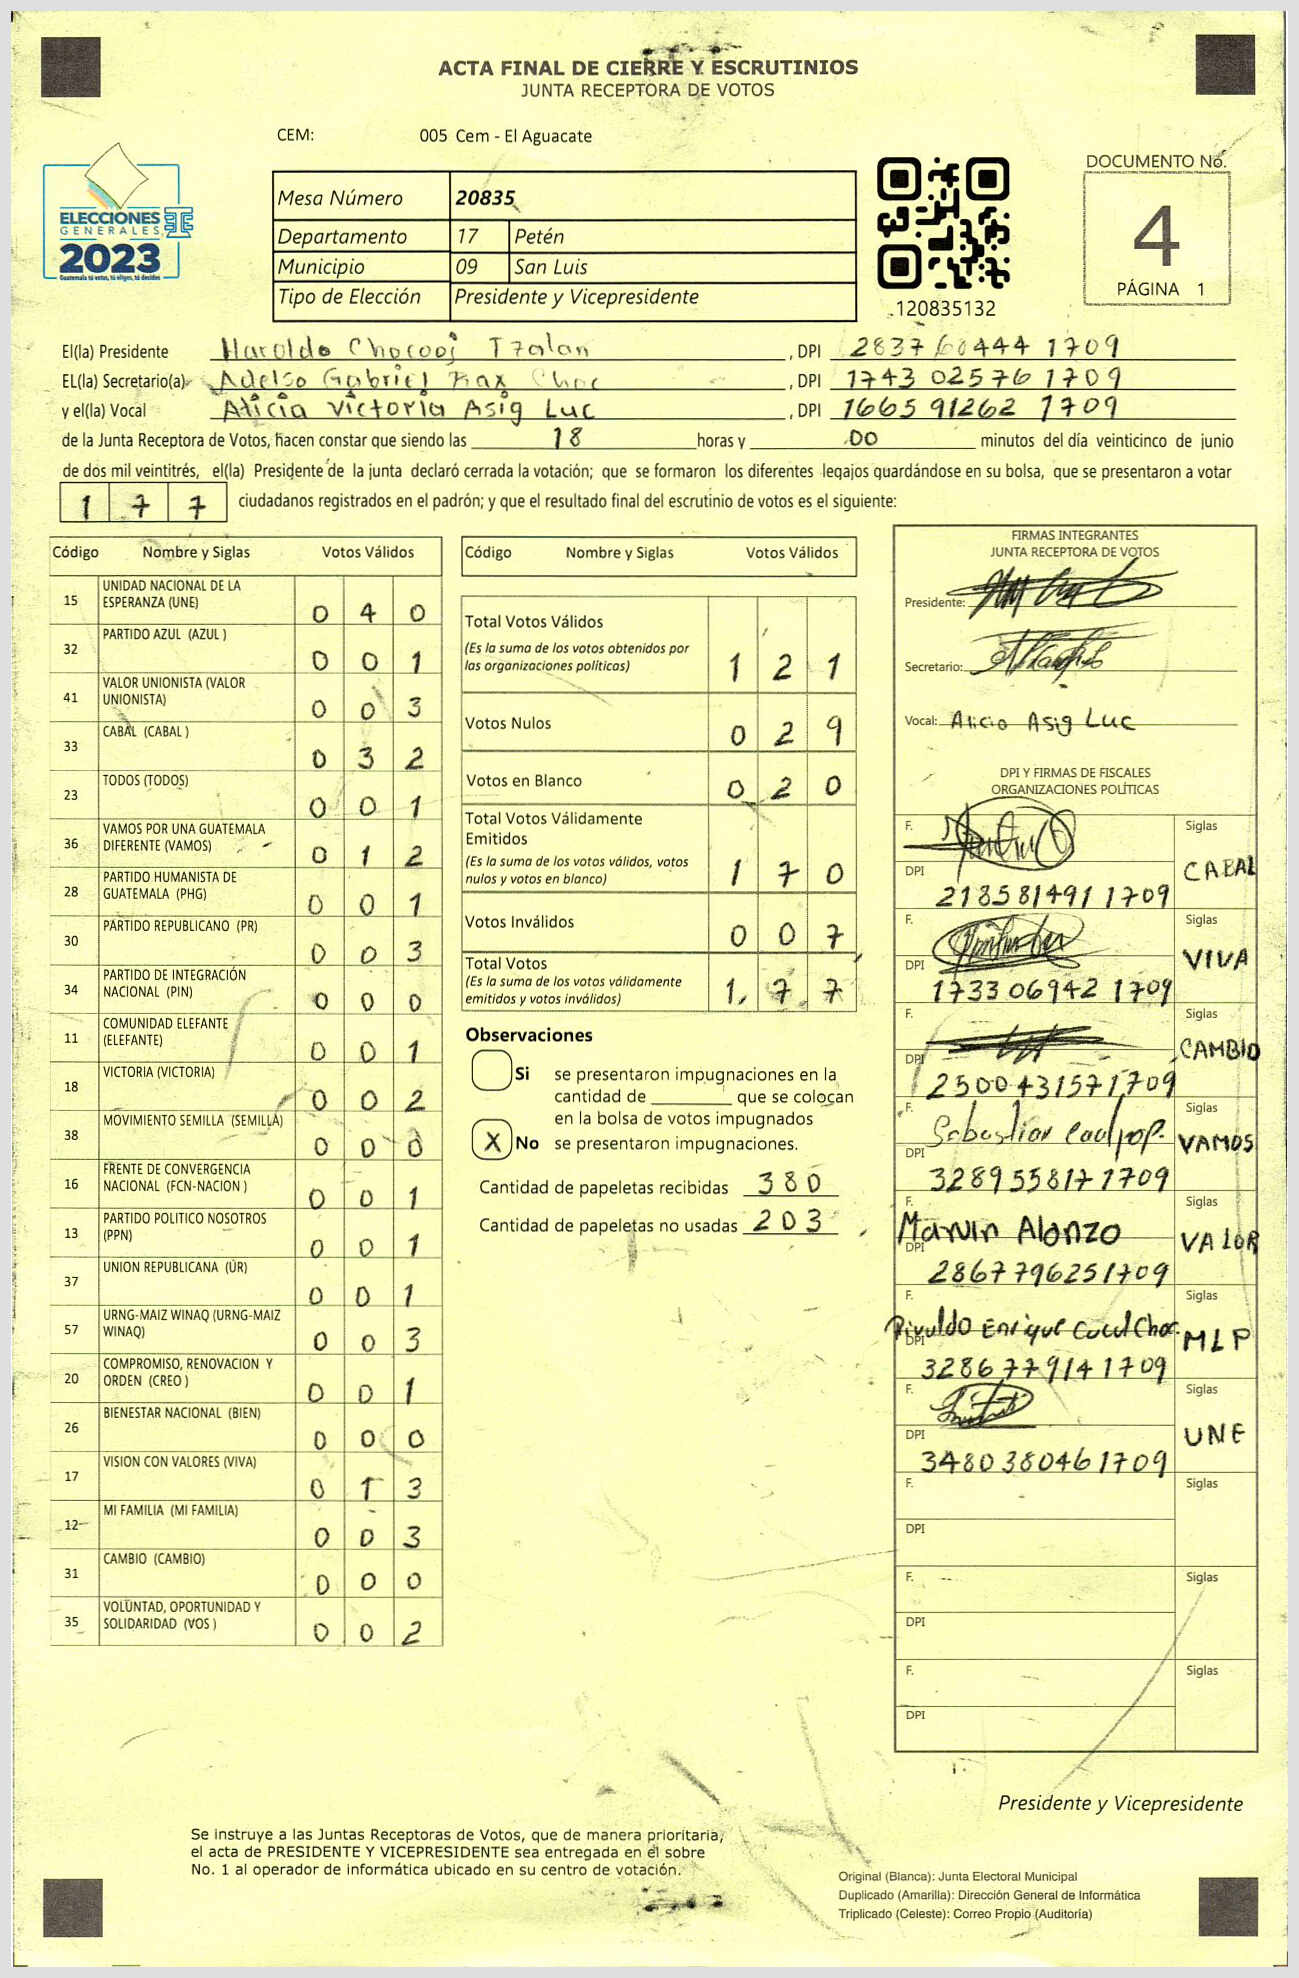 ACTA FINAL DE CIERRE Y ESCRUTINIOS
JUNTA RECEPTORA DE VOTOS
CEM: 005 Cem - El Aguacate
ELECCIONES
GENERALES
2023
Guatemala tú votas, tú eliges, tú decides
Mesa Número 20835
Departamento 17 Petén
Municipio 09 San Luis
Tipo de Elección Presidente y Vicepresidente
120835132
DOCUMENTO No.
4
PÁGINA 1
El(la) Presidente Haroldo Chocooj Tzalan , DPI 2837 60444 1709
EL(la) Secretario(a) Adelso Gabriel Rax Choc , DPI 1743 02576 1709
y el(la) Vocal Alicia Victoria Asig Luc , DPI 1665 91262 1709
de la Junta Receptora de Votos, hacen constar que siendo las 18 horas y 00 minutos del día veinticinco de junio
de dos mil veintitrés, el(la) Presidente de la junta declaró cerrada la votación; que se formaron los diferentes legajos guardándose en su bolsa, que se presentaron a votar
1 7 7 ciudadanos registrados en el padrón; y que el resultado final del escrutinio de votos es el siguiente:
Código Nombre y Siglas Votos Válidos
15 UNIDAD NACIONAL DE LA ESPERANZA (UNE) 0 4 0
32 PARTIDO AZUL (AZUL ) 0 0 1
41 VALOR UNIONISTA (VALOR UNIONISTA) 0 0 3
33 CABAL (CABAL ) 0 3 2
23 TODOS (TODOS) 0 0 1
36 VAMOS POR UNA GUATEMALA DIFERENTE (VAMOS) 0 1 2
28 PARTIDO HUMANISTA DE GUATEMALA (PHG) 0 0 1
30 PARTIDO REPUBLICANO (PR) 0 0 3
34 PARTIDO DE INTEGRACIÓN NACIONAL (PIN) 0 0 0
11 COMUNIDAD ELEFANTE (ELEFANTE) 0 0 1
18 VICTORIA (VICTORIA) 0 0 2
38 MOVIMIENTO SEMILLA (SEMILLA) 0 0 0
16 FRENTE DE CONVERGENCIA NACIONAL (FCN-NACION ) 0 0 1
13 PARTIDO POLITICO NOSOTROS (PPN) 0 0 1
37 UNION REPUBLICANA (UR) 0 0 1
57 URNG-MAIZ WINAQ (URNG-MAIZ WINAQ) 0 0 3
20 COMPROMISO, RENOVACION Y ORDEN (CREO ) 0 0 1
26 BIENESTAR NACIONAL (BIEN) 0 0 0
17 VISION CON VALORES (VIVA) 0 1 3
12 MI FAMILIA (MI FAMILIA) 0 0 3
31 CAMBIO (CAMBIO) 0 0 0
35 VOLUNTAD, OPORTUNIDAD Y SOLIDARIDAD (VOS ) 0 0 2
Código Nombre y Siglas Votos Válidos
Total Votos Válidos 1 2 1
(Es la suma de los votos obtenidos por
las organizaciones políticas)
Votos Nulos 0 2 9
Votos en Blanco 0 2 0
Total Votos Válidamente
Emitidos 1 7 0
(Es la suma de los votos válidos, votos
nulos y votos en blanco)
Votos Inválidos 0 0 7
Total Votos 1 7 7
(Es la suma de los votos válidamente
emitidos y votos inválidos)
Observaciones
Si se presentaron impugnaciones en la
cantidad de ________ que se colocan
en la bolsa de votos impugnados
X No se presentaron impugnaciones.
Cantidad de papeletas recibidas 380
Cantidad de papeletas no usadas 203
FIRMAS INTEGRANTES
JUNTA RECEPTORA DE VOTOS
Presidente:
Secretario:
Vocal: Alicia Asig Luc
DPI Y FIRMAS DE FISCALES
ORGANIZACIONES POLÍTICAS
F. Siglas
CABAL
DPI 2185 81491 1709
F. Siglas
VIVA
DPI 1733 06942 1709
F. Siglas
CAMBIO
DPI 2500 43157 1709
F. Sebastian Siglas
VAMOS
DPI 3289 55817 1709
F. Marvin Alonzo Siglas
VALOR
DPI 2867 79625 1709
F. Rivaldo Enrique Cucul Choc. Siglas
MLP
DPI 3286 77914 1709
F. Siglas
UNE
DPI 3480 38046 1709
F. Siglas
DPI
F. Siglas
DPI
F. Siglas
DPI
Presidente y Vicepresidente
Se instruye a las Juntas Receptoras de Votos, que de manera prioritaria,
el acta de PRESIDENTE Y VICEPRESIDENTE sea entregada en el sobre
No. 1 al operador de informática ubicado en su centro de votación.
Original (Blanca): Junta Electoral Municipal
Duplicado (Amarilla): Dirección General de Informática
Triplicado (Celeste): Correo Propio (Auditoría)